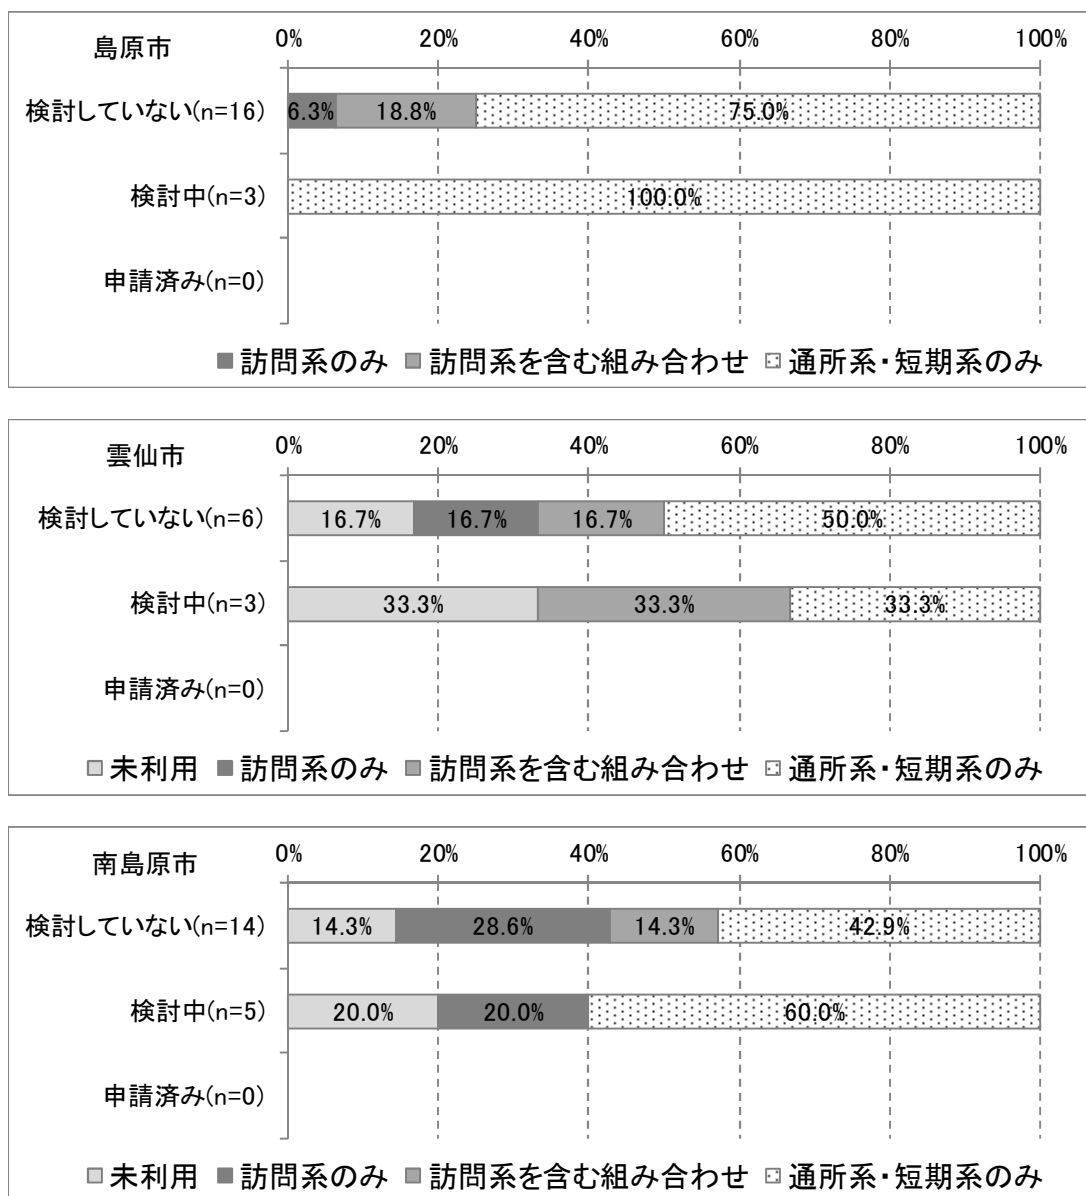 島原市
0% 20% 40% 60% 80% 100%
検討していない(n=16) 6.3% 18.8% 75.0%
検討中(n=3) 100.0%
申請済み(n=0)
訪問系のみ 訪問系を含む組み合わせ 通所系・短期系のみ
雲仙市
0% 20% 40% 60% 80% 100%
検討していない(n=6) 16.7% 16.7% 16.7% 50.0%
検討中(n=3) 33.3% 33.3% 33.3%
申請済み(n=0)
未利用 訪問系のみ 訪問系を含む組み合わせ 通所系・短期系のみ
南島原市
0% 20% 40% 60% 80% 100%
検討していない(n=14) 14.3% 28.6% 14.3% 42.9%
検討中(n=5) 20.0% 20.0% 60.0%
申請済み(n=0)
未利用 訪問系のみ 訪問系を含む組み合わせ 通所系・短期系のみ